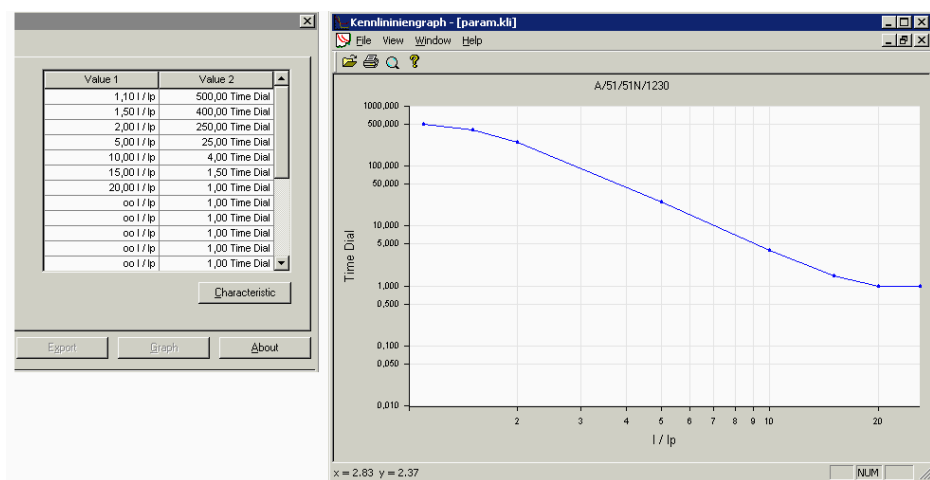 Value 1 Value 2
1,10 I / Ip 500,00 Time Dial
1,50 I / Ip 400,00 Time Dial
2,00 I / Ip 250,00 Time Dial
5,00 I / Ip 25,00 Time Dial
10,00 I / Ip 4,00 Time Dial
15,00 I / Ip 1,50 Time Dial
20,00 I / Ip 1,00 Time Dial
oo I / Ip 1,00 Time Dial
oo I / Ip 1,00 Time Dial
oo I / Ip 1,00 Time Dial
oo I / Ip 1,00 Time Dial
oo I / Ip 1,00 Time Dial
Characteristic
Export Graph About
Kennlininiengraph - [param.kli]
File View Window Help
A/51/51N/1230
1000,000
500,000
100,000
50,000
10,000
5,000
1,000
0,500
0,100
0,050
0,010
Time Dial
2 3 4 5 6 7 8 9 10 20
I / Ip
x = 2.83 y = 2.37
NUM